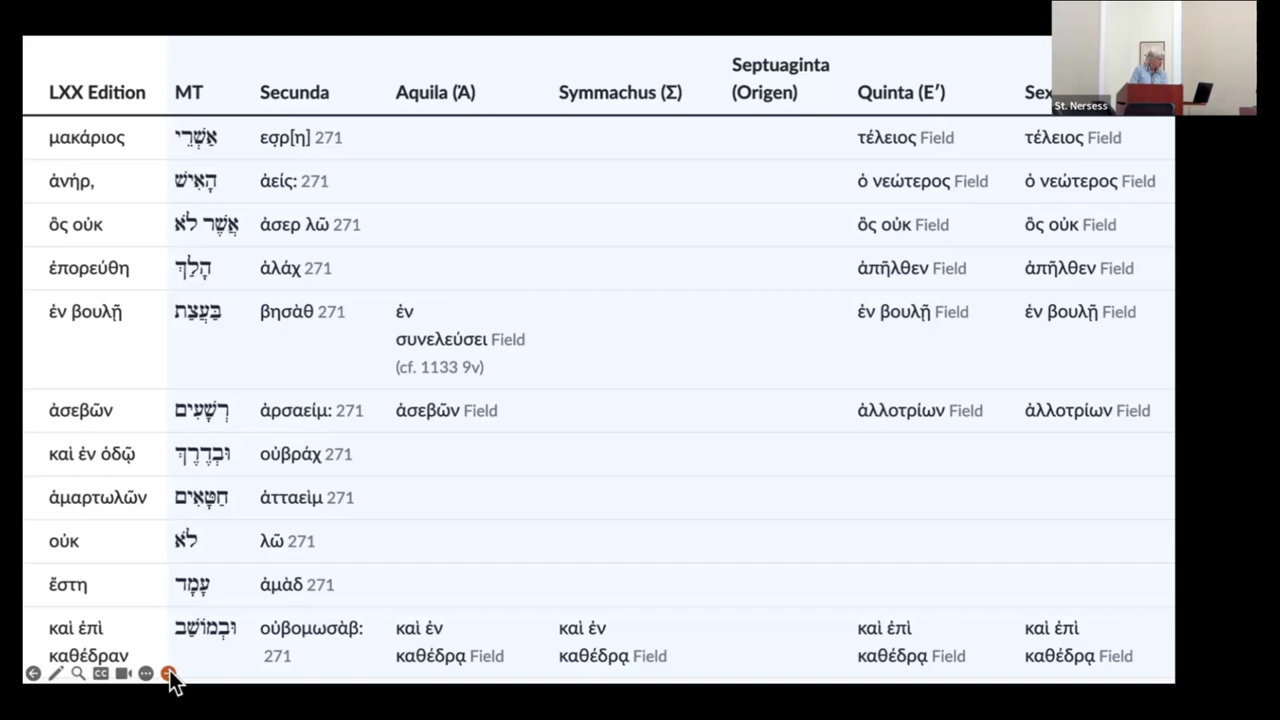 LXX Edition MT Secunda Aquila (Ἀ) Symmachus (Σ) Septuaginta (Origen) Quinta (Eʹ) Sex
St. Nersess
μακάριος אַשְׁרֵי εσρ[η] 271 τέλειος Field τέλειος Field
ἀνήρ, הָאִישׁ ἀείς: 271 ὁ νεώτερος Field ὁ νεώτερος Field
ὃς οὐκ אֲשֶׁר לֹא ἀσερ λῶ 271 ὃς οὐκ Field ὃς οὐκ Field
ἐπορεύθη הָלַךְ ἀλάχ 271 ἀπῆλθεν Field ἀπῆλθεν Field
ἐν βουλῇ בַּעֲצַת βησὰθ 271 ἐν ἐν βουλῇ Field ἐν βουλῇ Field
συνελεύσει Field
(cf. 1133 9v)
ἀσεβῶν רְשָׁעִים ἀρσαείμ: 271 ἀσεβῶν Field ἀλλοτρίων Field ἀλλοτρίων Field
καὶ ἐν ὁδῷ וּבְדֶרֶךְ οὐβράχ 271
ἁμαρτωλῶν חַטָּאִים ἀτταεὶμ 271
οὐκ לֹא λῶ 271
ἔστη עָמָד ἀμὰδ 271
καὶ ἐπὶ וּבְמוֹשַׁב οὐβομωσὰβ: καὶ ἐν καὶ ἐν καὶ ἐπὶ καὶ ἐπὶ
καθέδραν 271 καθέδρᾳ Field καθέδρᾳ Field καθέδρᾳ Field καθέδρᾳ Field
CC